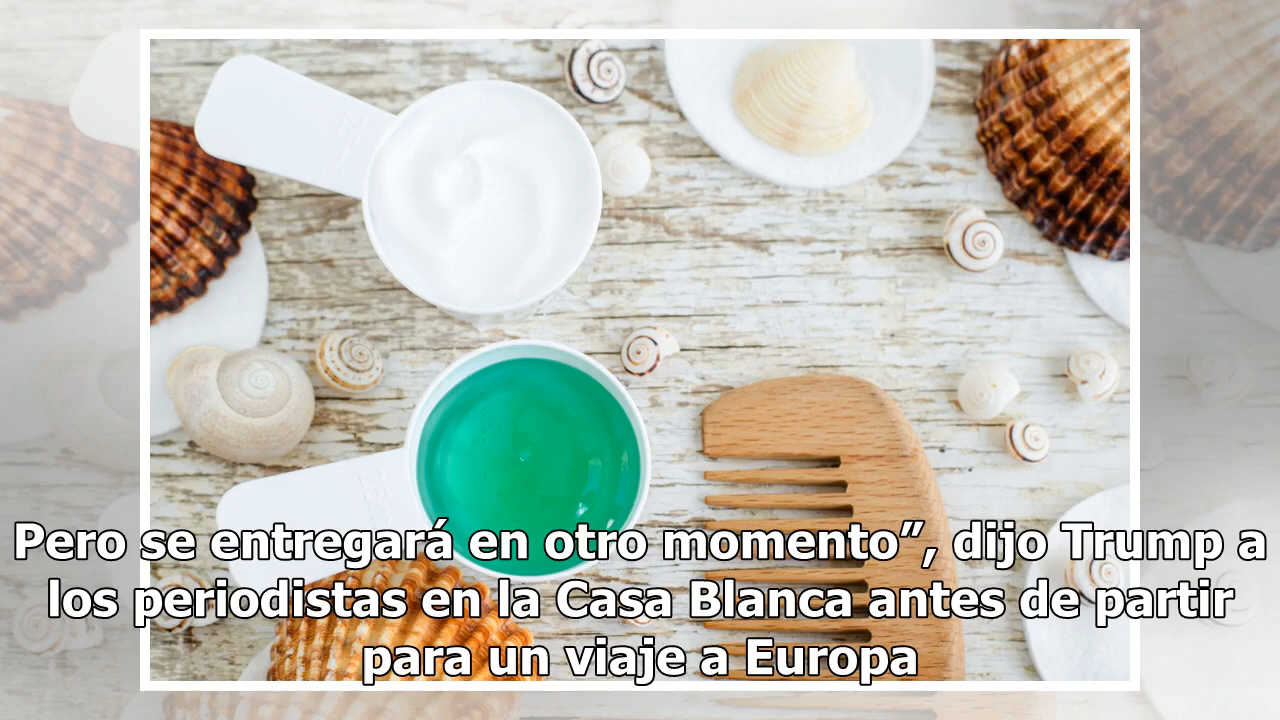 Pero se entregará en otro momento”, dijo Trump a
los periodistas en la Casa Blanca antes de partir
para un viaje a Europa